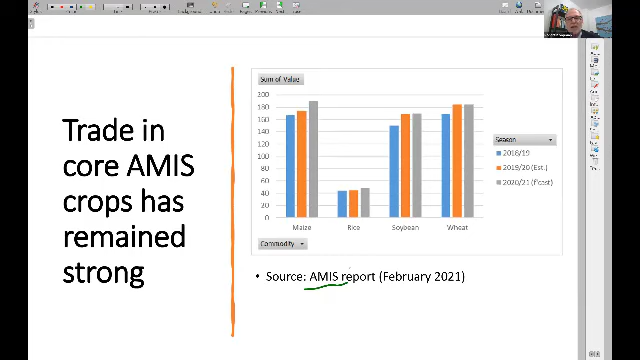 Trade in
core AMIS
crops has
remained
strong
Sum of Value
200
180
160
140
120
100
80
60
40
20
0
Maize
Rice
Soybean
Wheat
Commodity
Season
2018/19
2019/20 (Est.)
2020/21 (f'cast)
• Source: AMIS report (February 2021)